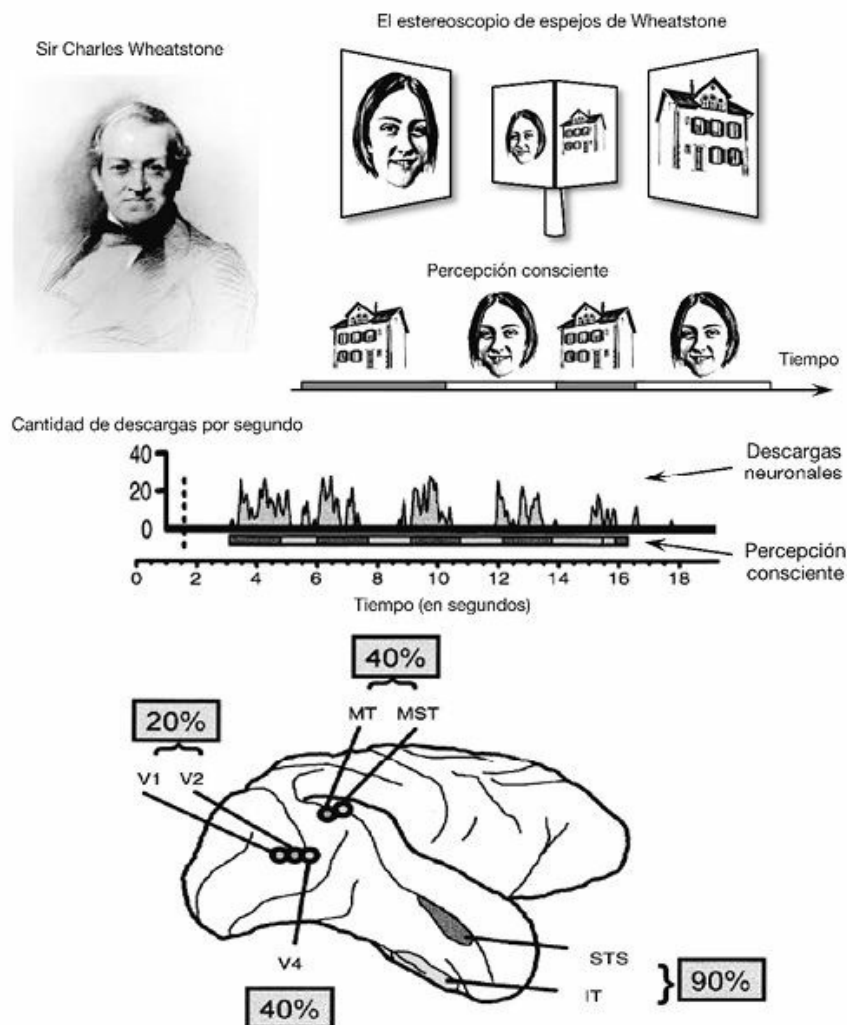 El estereoscopio de espejos de Wheatstone
Sir Charles Wheatstone
Percepción consciente
Tiempo
Cantidad de descargas por segundo
40
20
0
Descargas
neuronales
Percepción
consciente
0 2 4 6 8 10 12 14 16 18
Tiempo (en segundos)
40%
MT MST
20%
V1 V2
V4
40%
STS
IT
90%